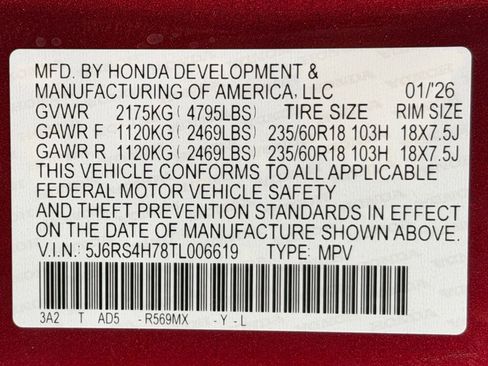 MFD. BY HONDA DEVELOPMENT &
MANUFACTURING OF AMERICA, LLC 01/'26
GVWR 2175KG ( 4795LBS) TIRE SIZE RIM SIZE
GAWR F 1120KG ( 2469LBS) 235/60R18 103H 18X7.5J
GAWR R 1120KG ( 2469LBS) 235/60R18 103H 18X7.5J
THIS VEHICLE CONFORMS TO ALL APPLICABLE
FEDERAL MOTOR VEHICLE SAFETY
AND THEFT PREVENTION STANDARDS IN EFFECT
ON THE DATE OF MANUFACTURE SHOWN ABOVE.
V.I.N.: 5J6RS4H78TL006619 TYPE: MPV
3A2 T AD5 - R569MX - Y - L